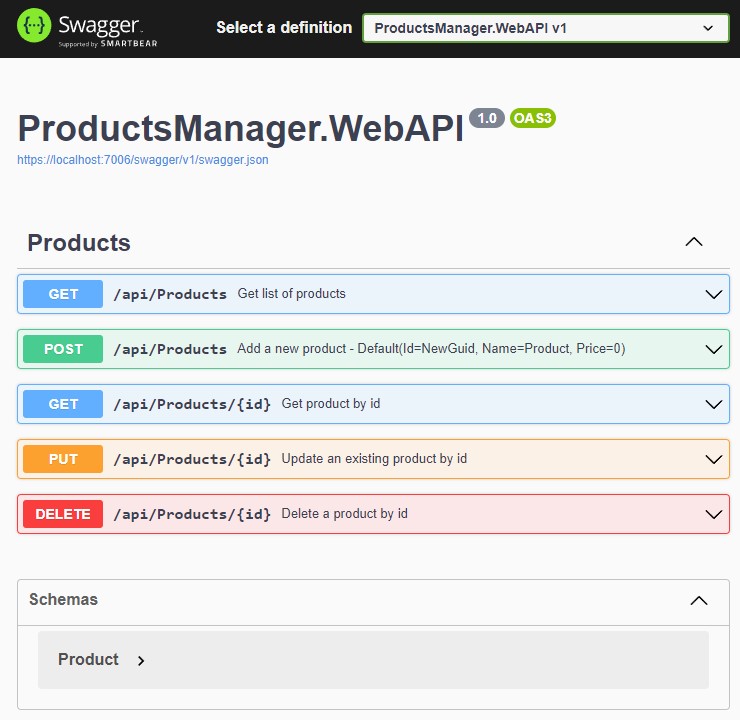 Swagger
Supported by SMARTBEAR
Select a definition
ProductsManager.WebAPI v1
ProductsManager.WebAPI 1.0 OAS3
https://localhost:7006/swagger/v1/swagger.json
Products
GET /api/Products Get list of products
POST /api/Products Add a new product - Default(Id=NewGuid, Name=Product, Price=0)
GET /api/Products/{id} Get product by id
PUT /api/Products/{id} Update an existing product by id
DELETE /api/Products/{id} Delete a product by id
Schemas
Product